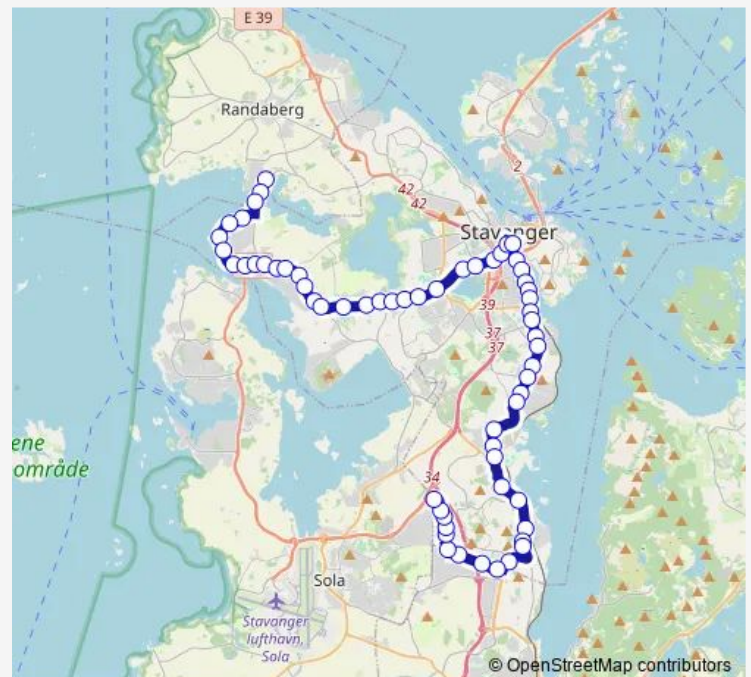 E 39
Randaberg
42
42
2
Stavanger
39
37
37
ene
område
34
Sola
Stavanger
lufthavn,
Sola
© OpenStreetMap contributors